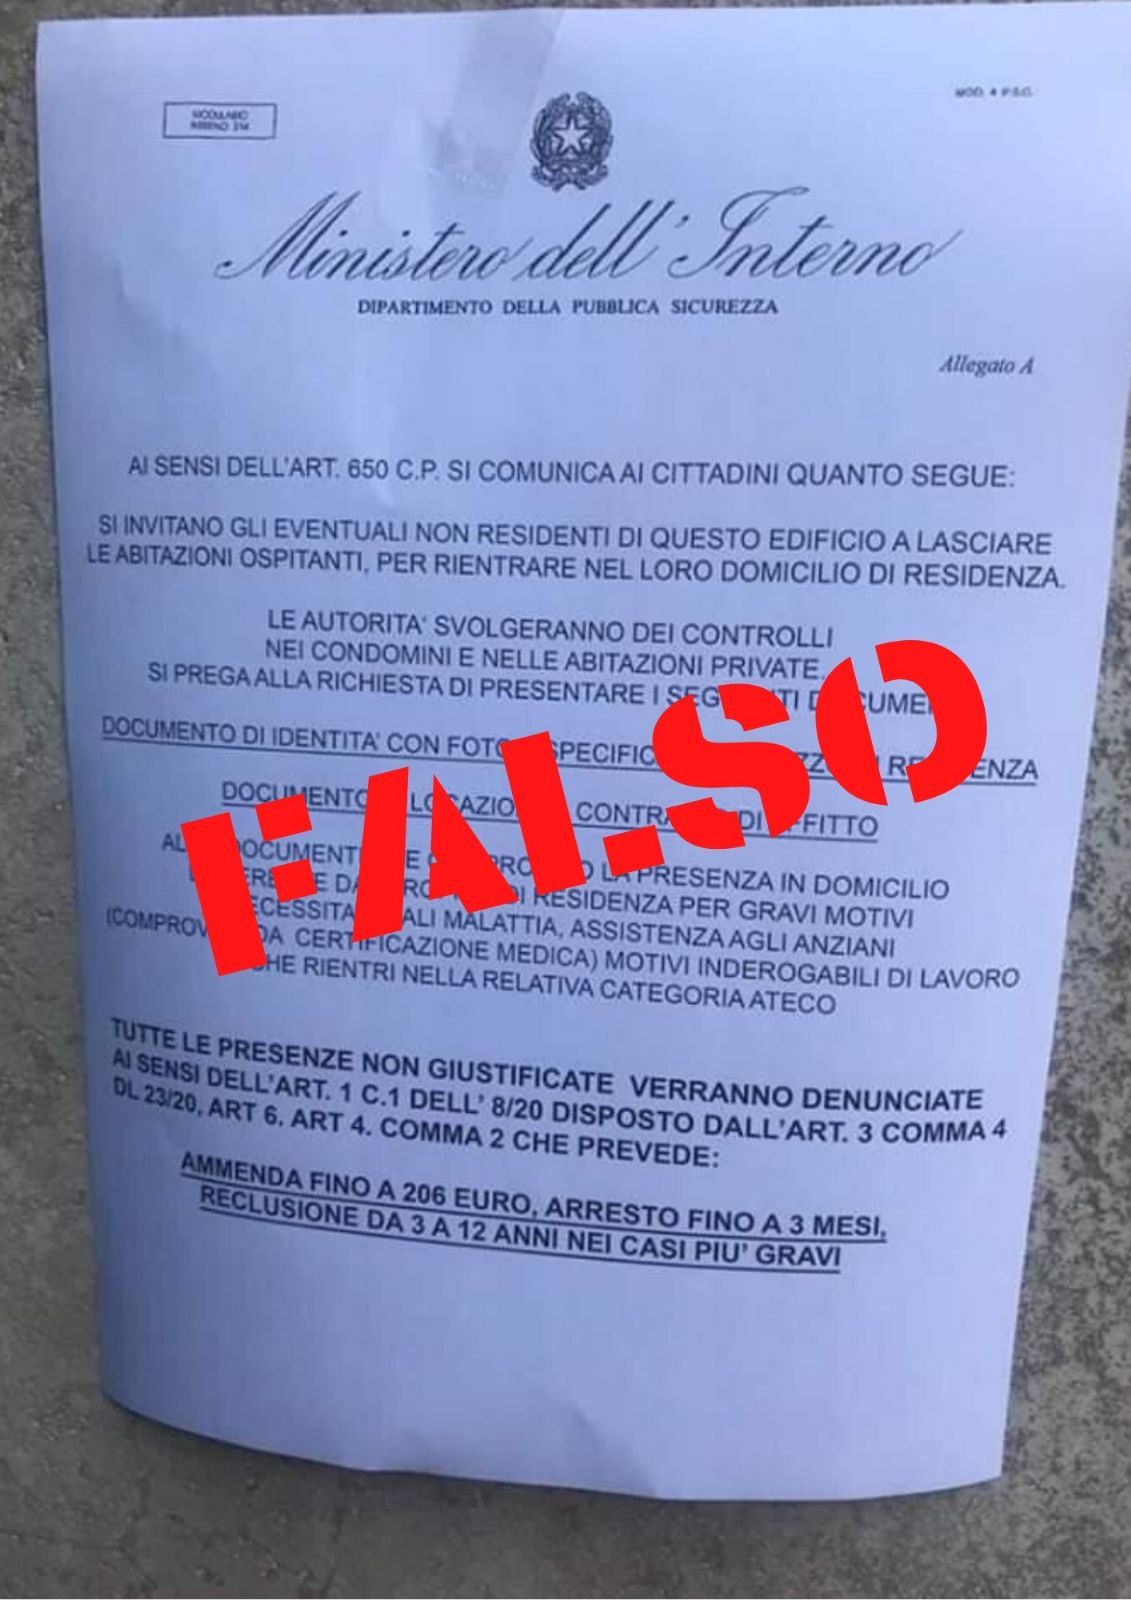 MODULARIO
INTERNO 314
MOD. 4 P.S.C.
Ministero dell'Interno
DIPARTIMENTO DELLA PUBBLICA SICUREZZA
Allegato A
AI SENSI DELL'ART. 650 C.P. SI COMUNICA AI CITTADINI QUANTO SEGUE:
SI INVITANO GLI EVENTUALI NON RESIDENTI DI QUESTO EDIFICIO A LASCIARE
LE ABITAZIONI OSPITANTI, PER RIENTRARE NEL LORO DOMICILIO DI RESIDENZA.
LE AUTORITA' SVOLGERANNO DEI CONTROLLI
NEI CONDOMINI E NELLE ABITAZIONI PRIVATE.
SI PREGA ALLA RICHIESTA DI PRESENTARE I
DOCUMENTO DI IDENTITA' CON
DOCUMENTO DI AFFITTO
PRESENZA IN DOMICILIO
DI RESIDENZA PER GRAVI MOTIVI
MALATTIA, ASSISTENZA AGLI ANZIANI
DA CERTIFICAZIONE MEDICA) MOTIVI INDEROGABILI DI LAVORO
CHE RIENTRI NELLA RELATIVA CATEGORIA ATECO
FALSO
TUTTE LE PRESENZE NON GIUSTIFICATE VERRANNO DENUNCIATE
AI SENSI DELL'ART. 1 C.1 DELL' 8/20 DISPOSTO DALL'ART. 3 COMMA 4
DL 23/20, ART 6. ART 4. COMMA 2 CHE PREVEDE:
AMMENDA FINO A 206 EURO, ARRESTO FINO A 3 MESI,
RECLUSIONE DA 3 A 12 ANNI NEI CASI PIU' GRAVI